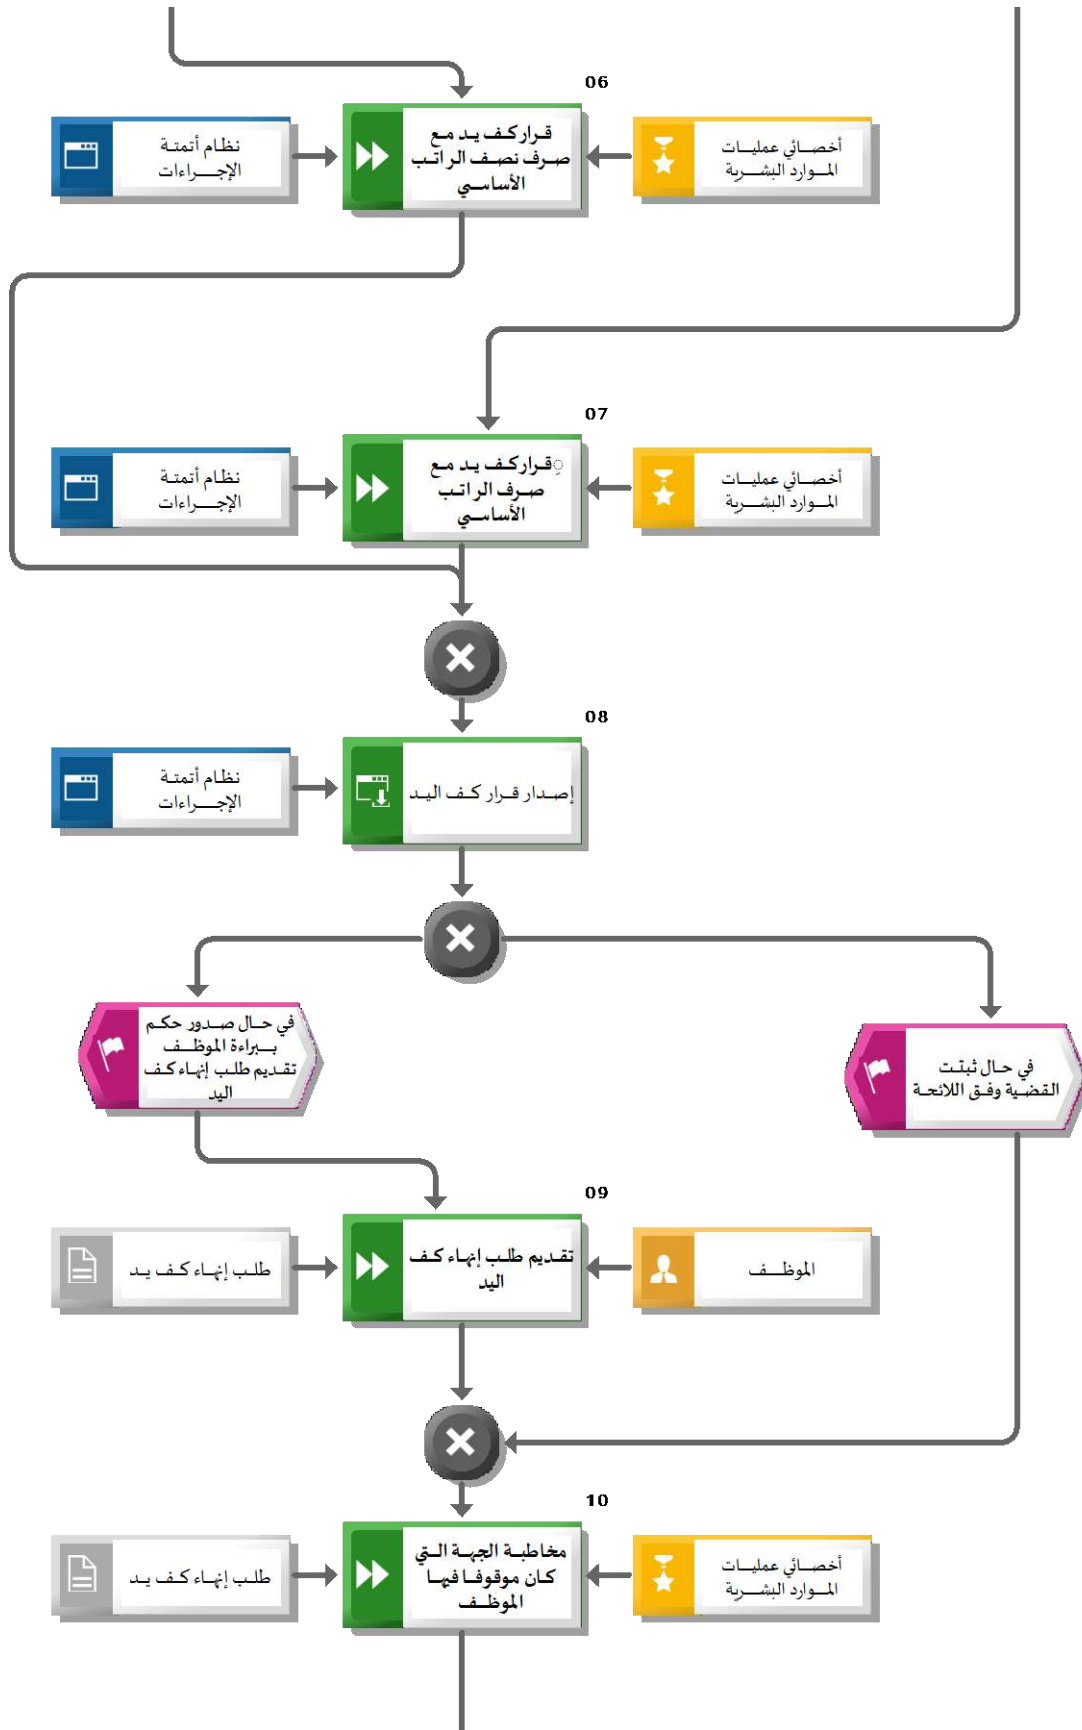 06
قرار كف يد مع
صرف نصف الراتب
الأساسي
أخصائي عمليات
الموارد البشرية
نظام أتمتة
الإجراءات
07
قرار كف يد مع
صرف الراتب
الأساسي
أخصائي عمليات
الموارد البشرية
نظام أتمتة
الإجراءات
08
إصدار قرار كف اليد
نظام أتمتة
الإجراءات
في حال ثبتت
القضية وفق اللائحة
في حال صدور حكم
ببراءة الموظف
تقديم طلب إنهاء كف
اليد
09
الموظف
تقديم طلب إنهاء كف
اليد
طلب إنهاء كف يد
10
أخصائي عمليات
الموارد البشرية
مخاطبة الجهة التي
كان موقوفا فيها
الموظف
طلب إنهاء كف يد